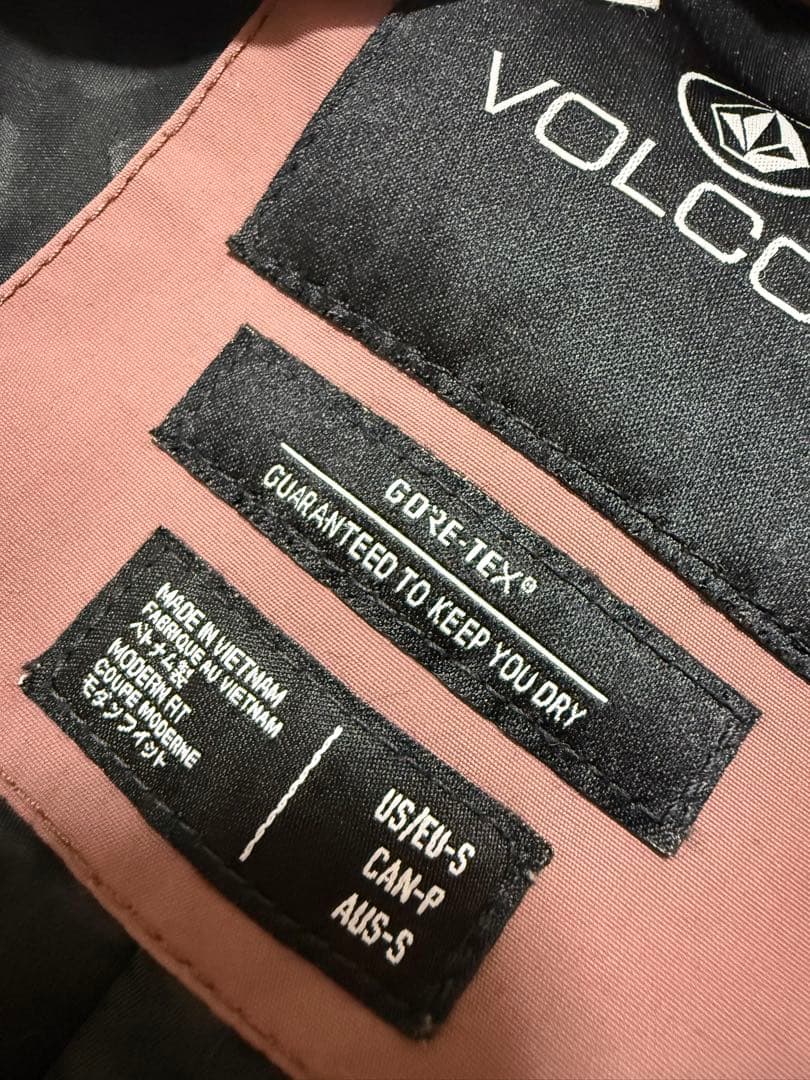 VOLCO
GORE-TEX®
GUARANTEED TO KEEP YOU DRY
MADE IN VIETNAM
FABRIQUE AU VIETNAM
ベトナム製
MODERN FIT
COUPE MODERNE
モダンフィット
US/EU-S
CAN-P
AUS-S